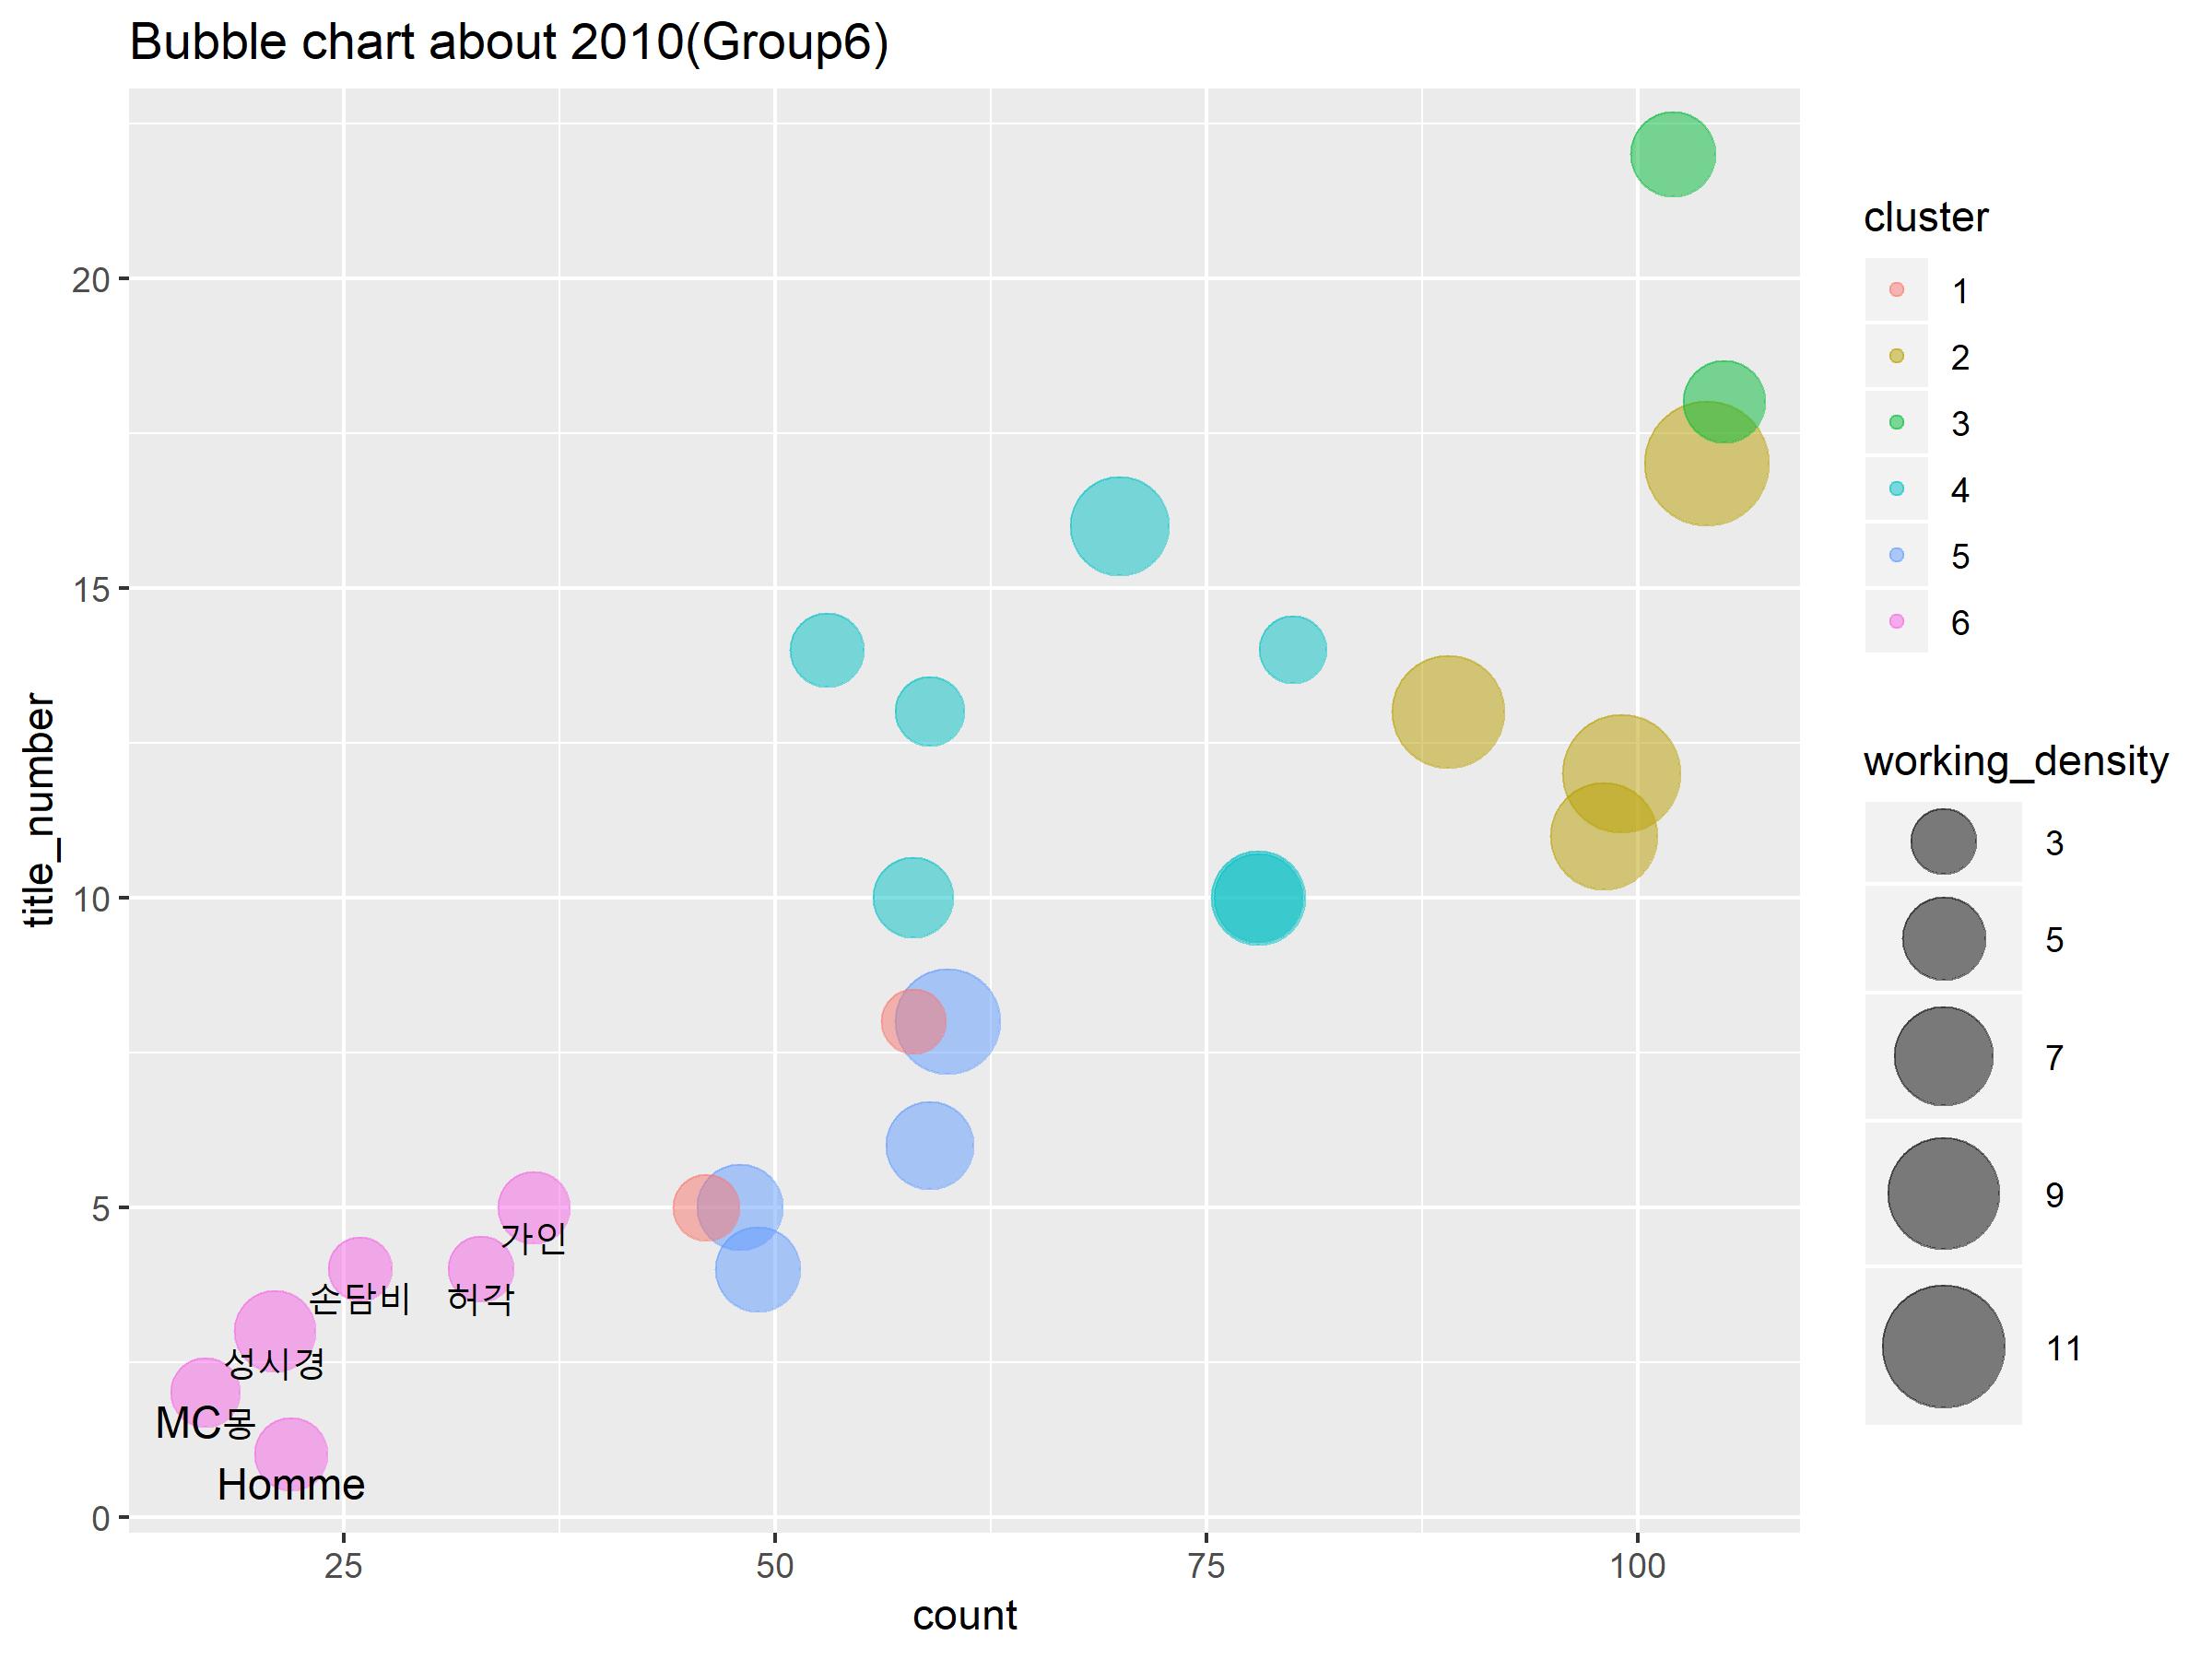 Bubble chart about 2010(Group6)
title_number
20
15
10
5
0
가인
손담비
허각
성시경
MC몽
Homme
25
50
75
100
count
cluster
1
2
3
4
5
6
working_density
3
5
7
9
11